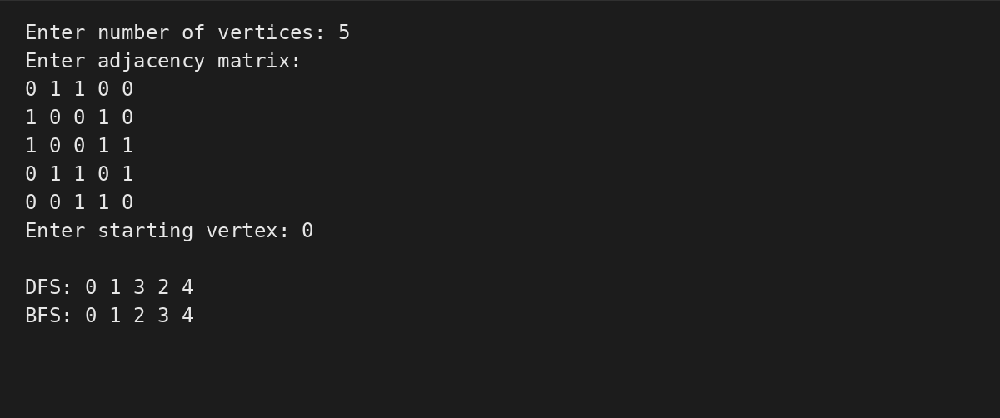 Enter number of vertices: 5
Enter adjacency matrix:
0 1 1 0 0
1 0 0 1 0
1 0 0 1 1
0 1 1 0 1
0 0 1 1 0
Enter starting vertex: 0

DFS: 0 1 3 2 4
BFS: 0 1 2 3 4